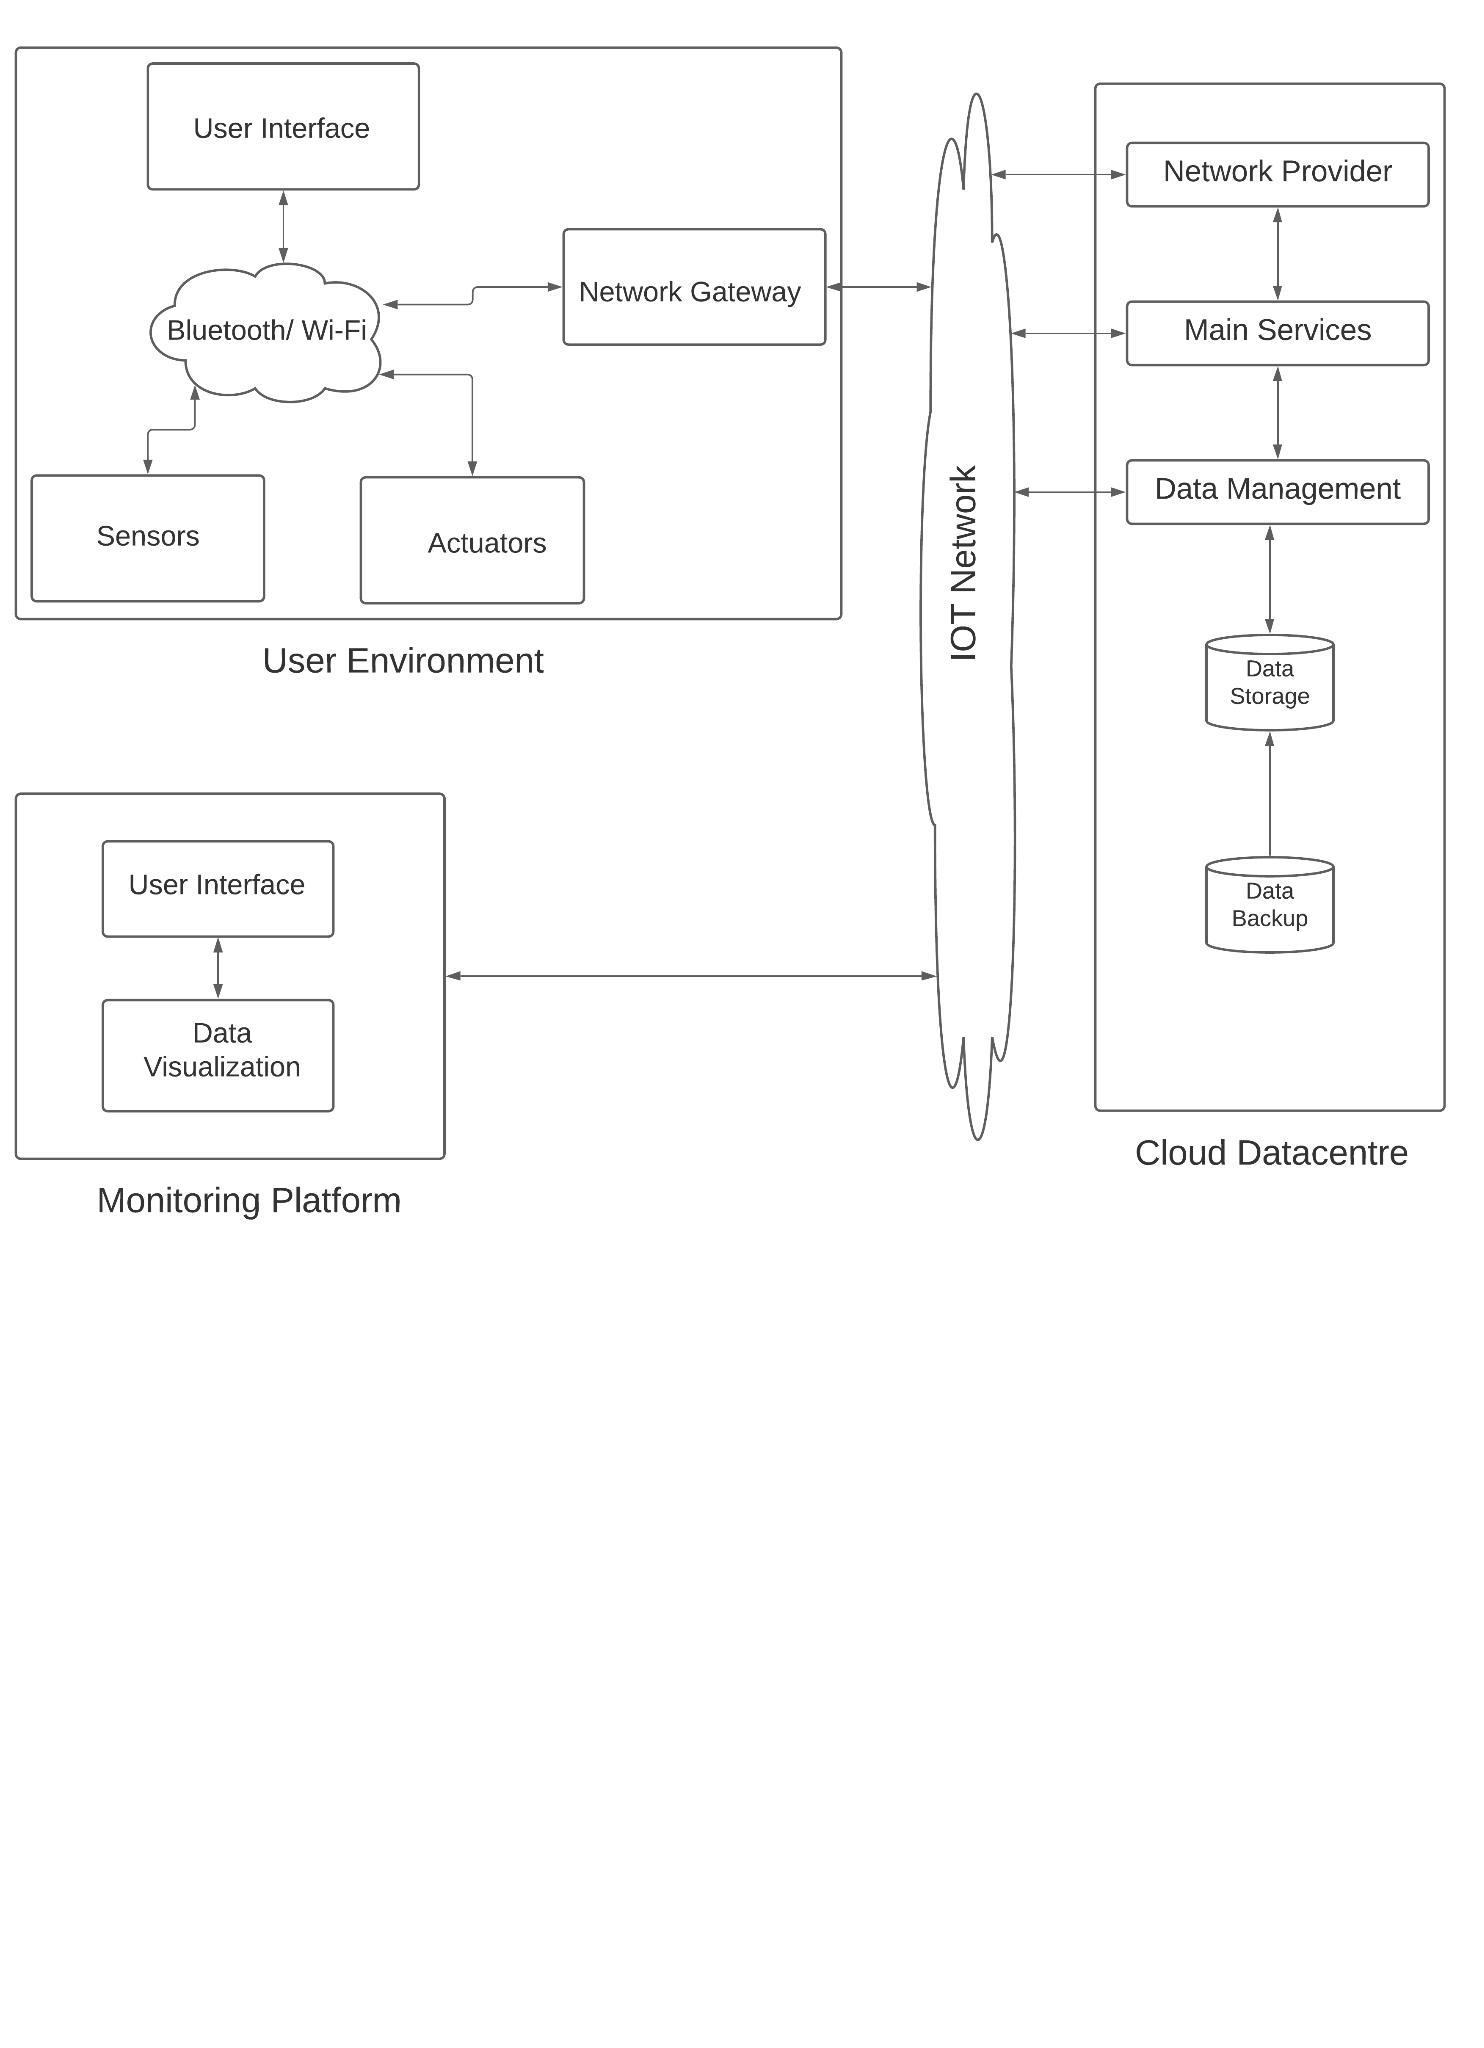 User Interface
Bluetooth/ Wi-Fi
Network Gateway
Sensors
Actuators
User Environment
User Interface
Data
Visualization
Monitoring Platform
IOT Network
Network Provider
Main Services
Data Management
Data
Storage
Data
Backup
Cloud Datacentre